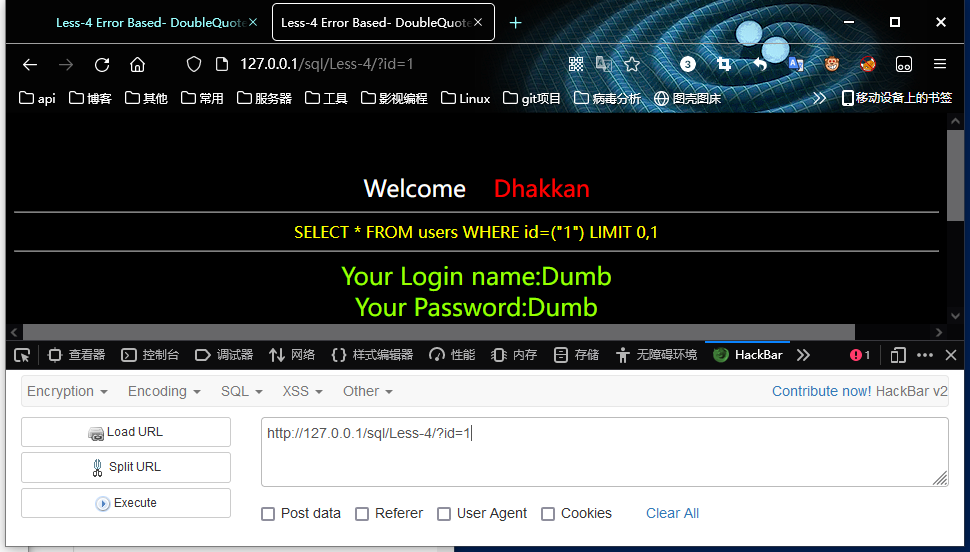 Less-4 Error Based- DoubleQuote Less-4 Error Based- DoubleQuote
127.0.0.1/sql/Less-4/?id=1 3
api 博客 其他 常用 服务器 工具 影视编程 Linux git项目 病毒分析 图壳图床 移动设备上的书签
Welcome Dhakkan
SELECT * FROM users WHERE id=("1") LIMIT 0,1
Your Login name:Dumb
Your Password:Dumb
查看器 控制台 调试器 网络 样式编辑器 性能 内存 存储 无障碍环境 HackBar 1
Encryption Encoding SQL XSS Other Contribute now! HackBar v2
Load URL
http://127.0.0.1/sql/Less-4/?id=1
Split URL
Execute
Post data Referer User Agent Cookies Clear All